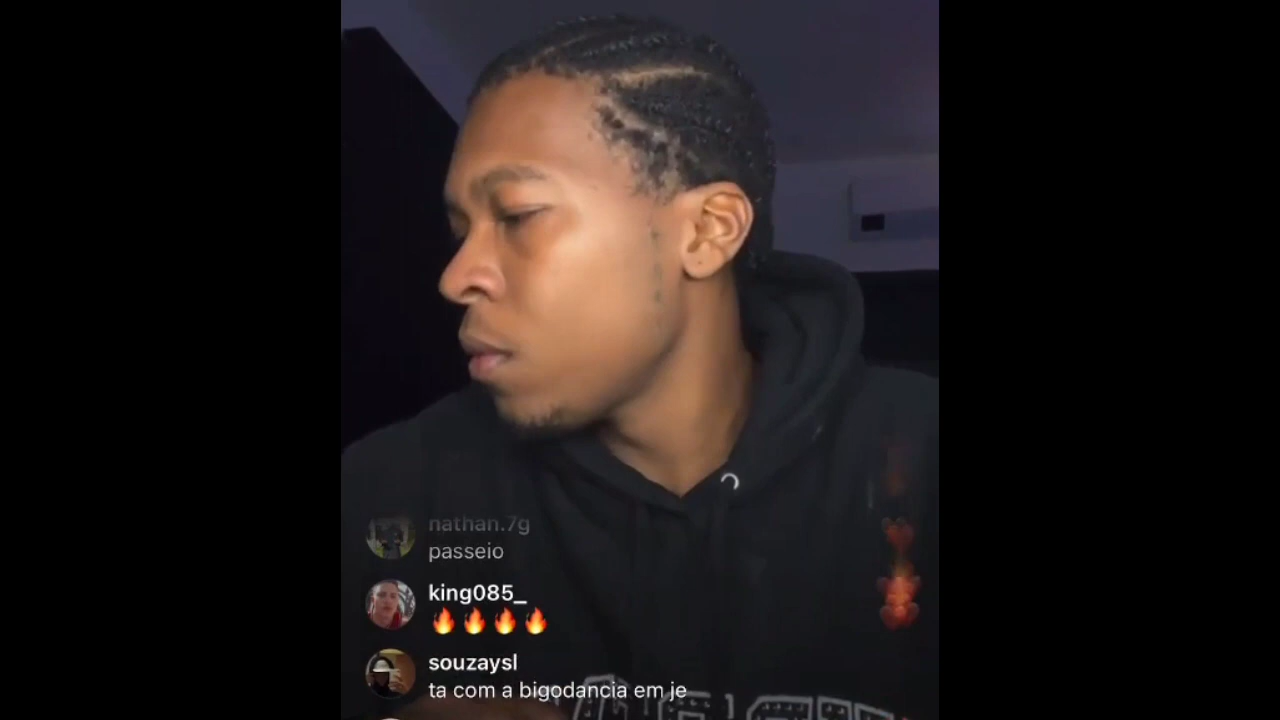 nathan.7g
passeio
king085_
🔥🔥🔥🔥
souzaysl
ta com a bigodancia em je